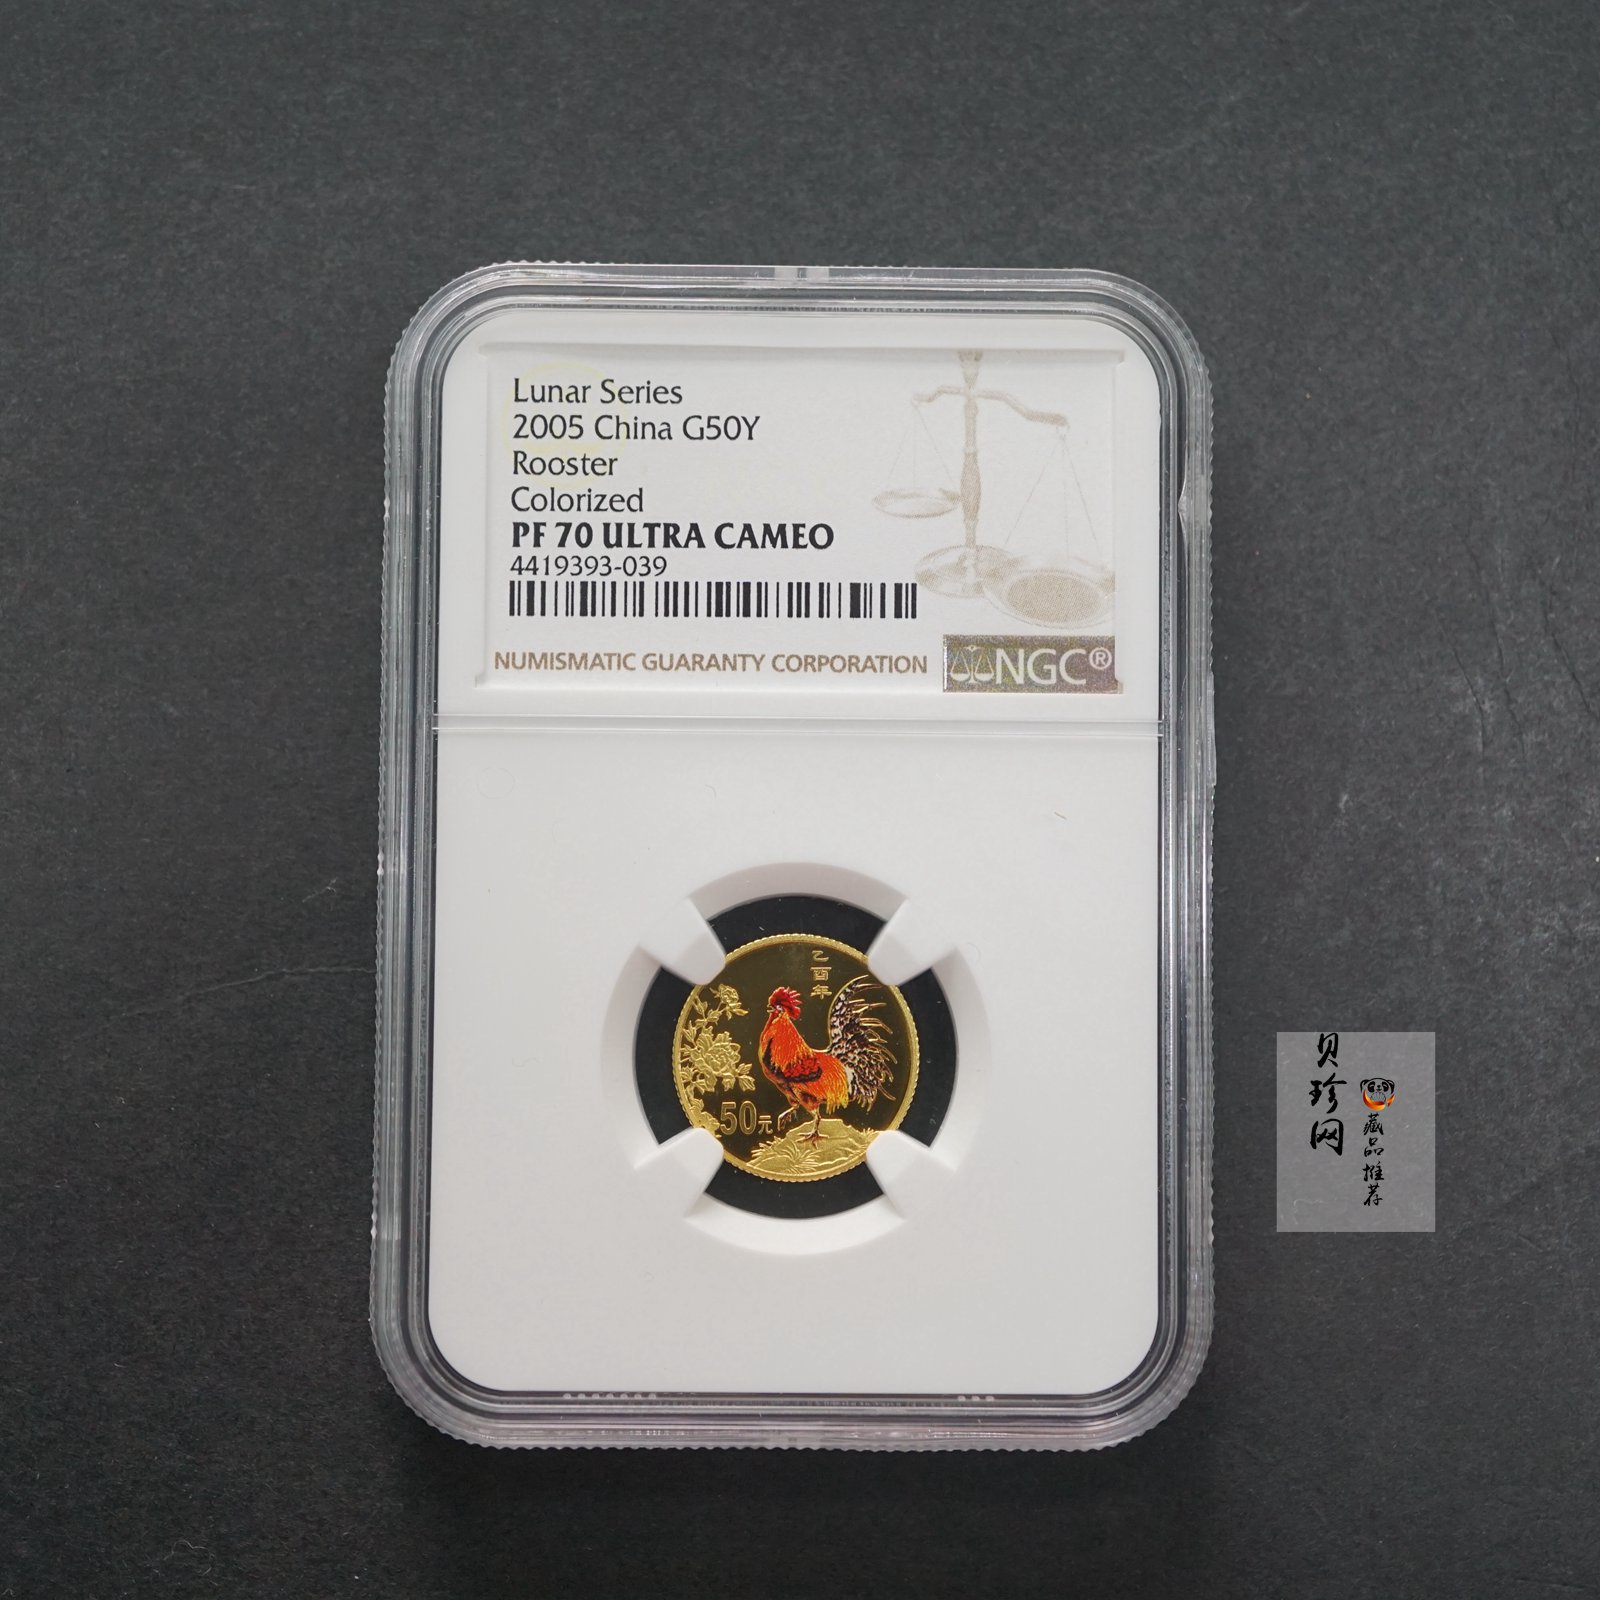 Lunar Series
2005 China G50Y
Rooster
Colorized
PF 70 ULTRA CAMEO
4419393-039
NUMISMATIC GUARANTY CORPORATION
NGC®
乙酉年
50元
贝珍网
藏品推荐